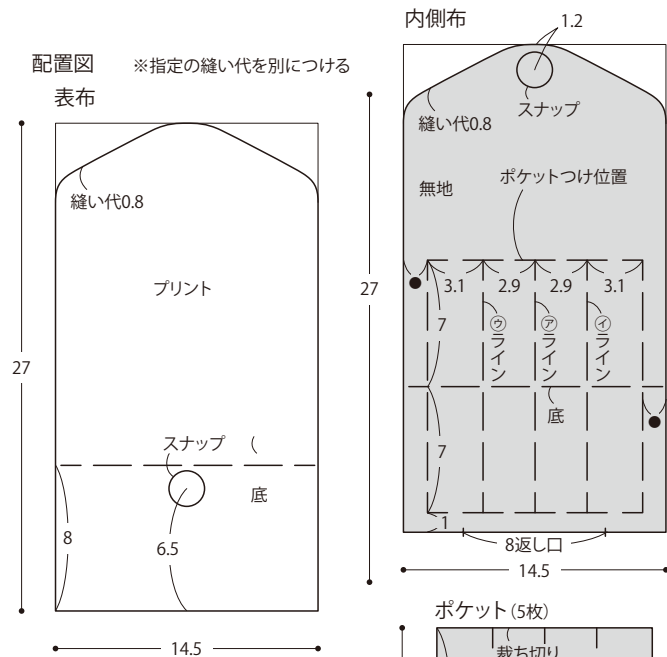 配置図
※指定の縫い代を別につける
表布
縫い代0.8
プリント
27
スナップ
底
8
6.5
14.5
内側布
1.2
スナップ
縫い代0.8
無地
ポケットつけ位置
3.1
2.9
2.9
3.1
27
7
㋒ライン
㋐ライン
㋑ライン
底
7
1
8返し口
14.5
ポケット(5枚)
裁ち切り